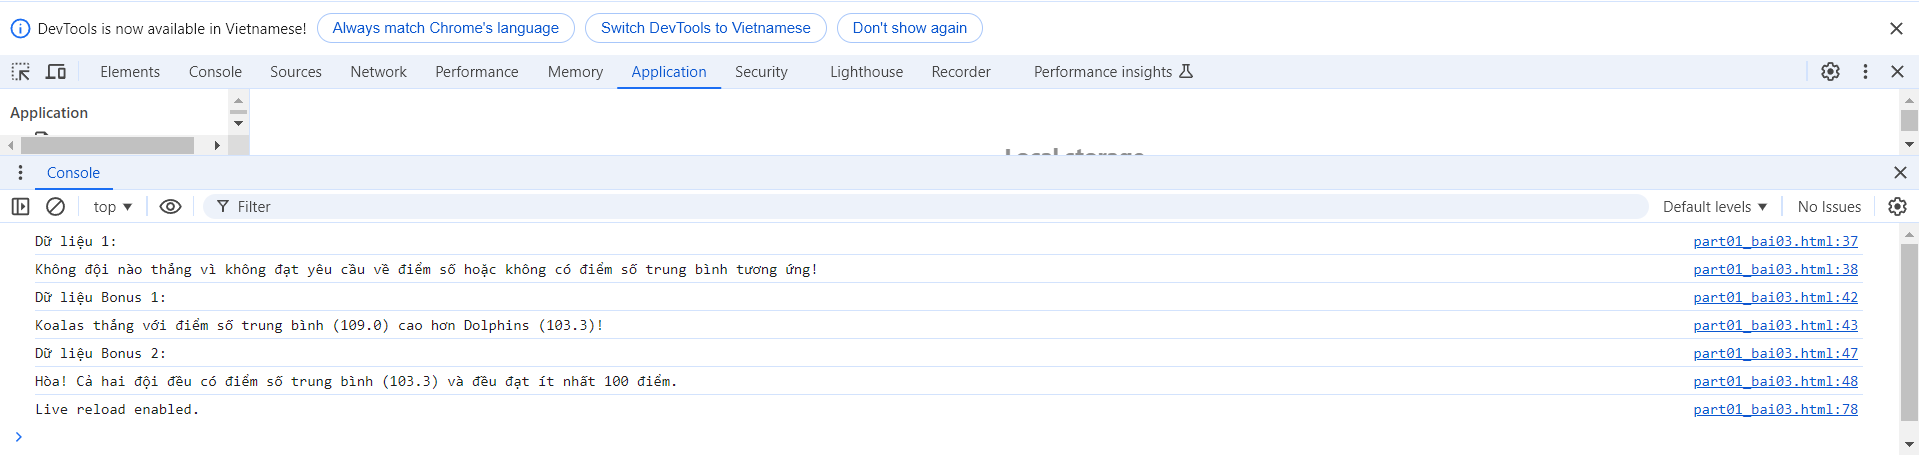 DevTools is now available in Vietnamese! Always match Chrome's language Switch DevTools to Vietnamese Don't show again
Elements Console Sources Network Performance Memory Application Security Lighthouse Recorder Performance insights
Application
Local storage
Console
top Filter Default levels No Issues
Dữ liệu 1: part01_bai03.html:37
Không đội nào thắng vì không đạt yêu cầu về điểm số hoặc không có điểm số trung bình tương ứng! part01_bai03.html:38
Dữ liệu Bonus 1: part01_bai03.html:42
Koalas thắng với điểm số trung bình (109.0) cao hơn Dolphins (103.3)! part01_bai03.html:43
Dữ liệu Bonus 2: part01_bai03.html:47
Hòa! Cả hai đội đều có điểm số trung bình (103.3) và đều đạt ít nhất 100 điểm. part01_bai03.html:48
Live reload enabled. part01_bai03.html:78